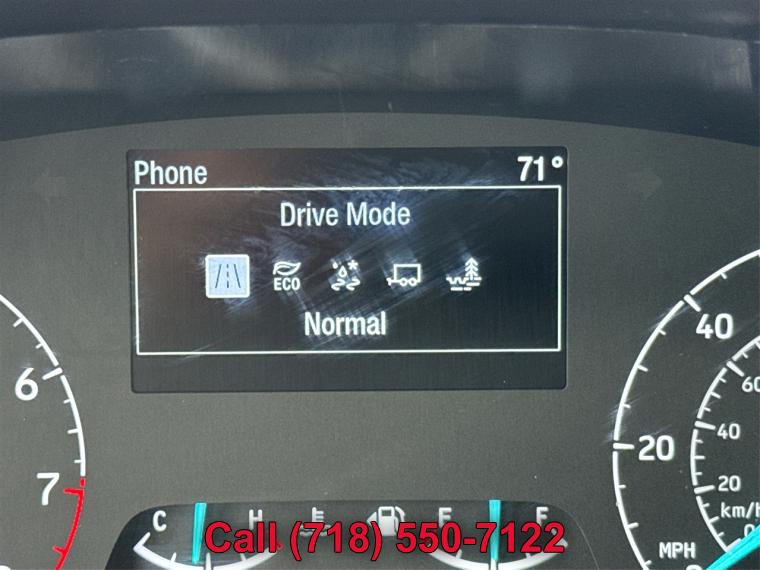 Phone 71°
Drive Mode
ECO
Normal
6
7
40
20
60
40
20
km/h
MPH
C H E F
Call (718) 550-7122